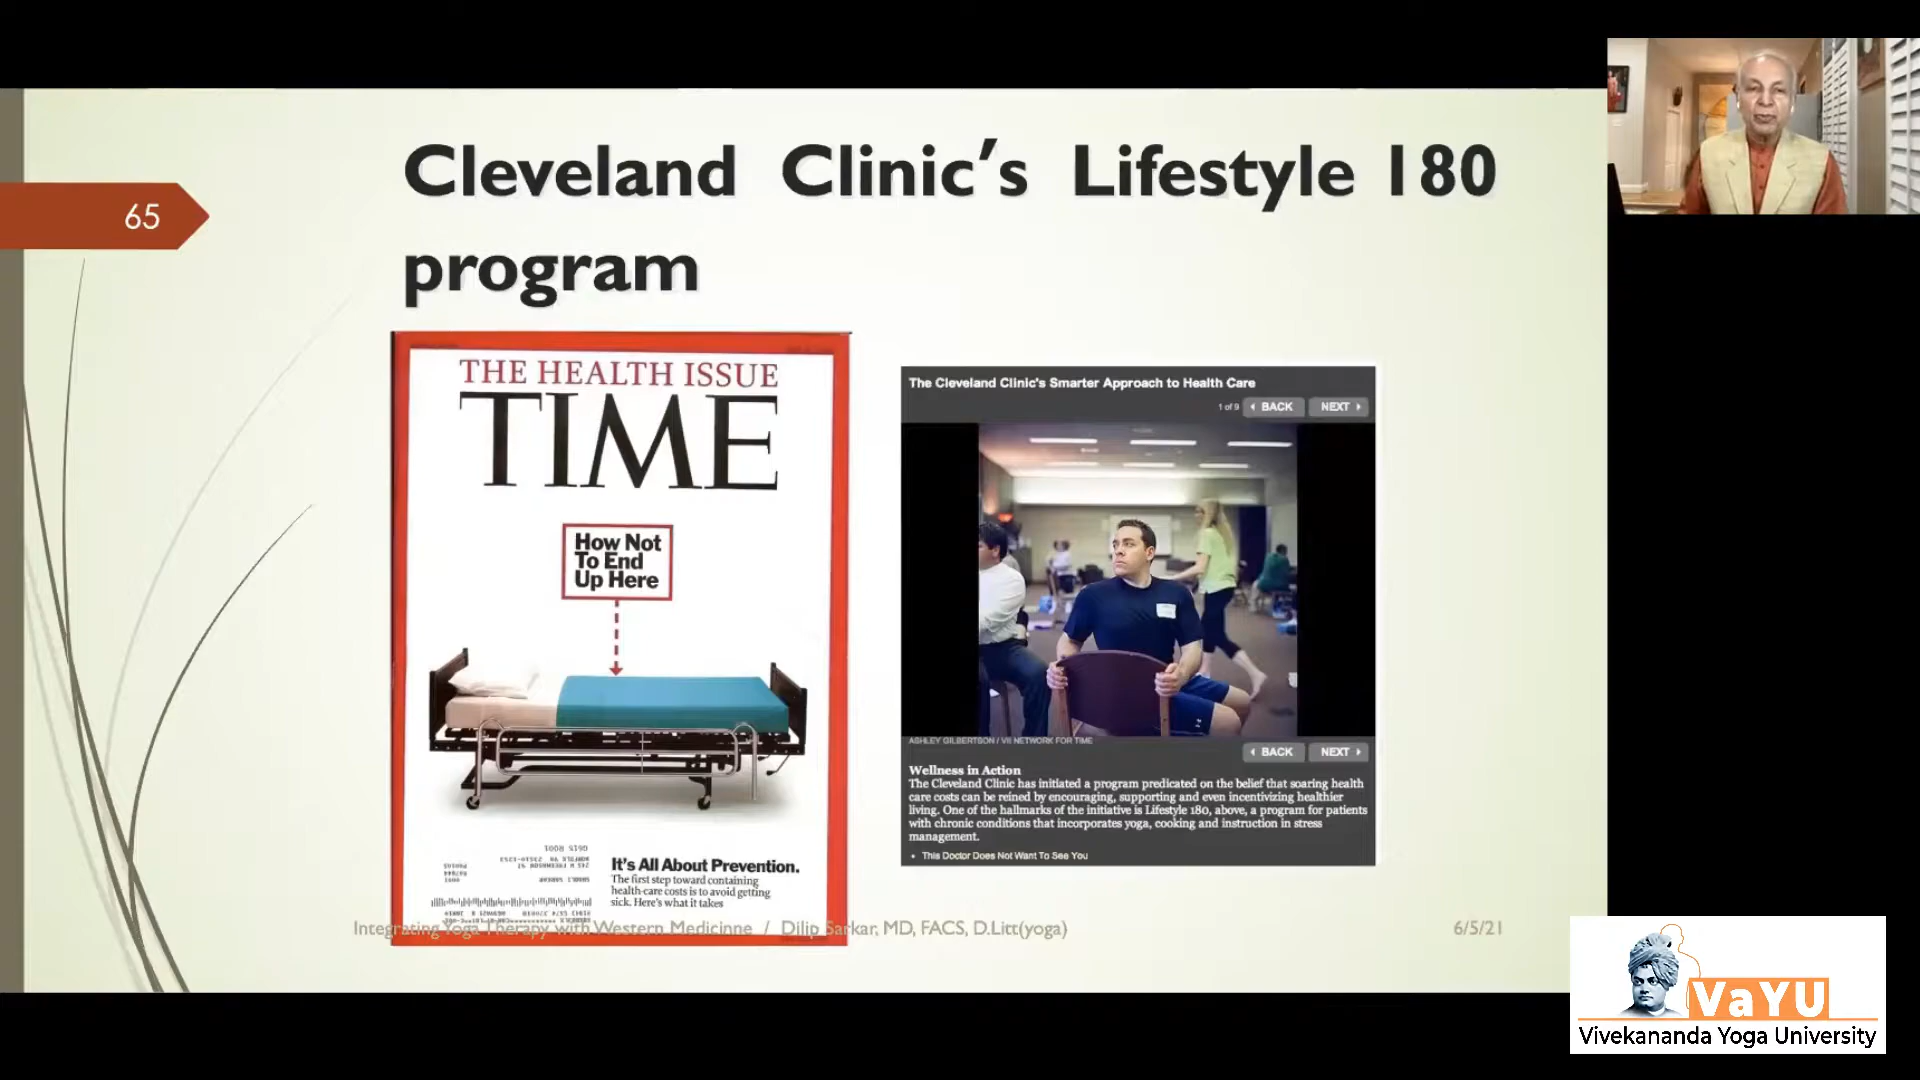 Cleveland Clinic's Lifestyle 180
program
65
THE HEALTH ISSUE
TIME
How Not
To End
Up Here
It's All About Prevention.
The first step toward containing
health-care costs is to avoid getting
sick. Here's what it takes
The Cleveland Clinic's Smarter Approach to Health Care
1 of 9 BACK NEXT
ASHLEY GILBERTSON / VII NETWORK FOR TIME
BACK NEXT
Wellness in Action
The Cleveland Clinic has initiated a program predicated on the belief that soaring health
care costs can be reined by encouraging, supporting and even incentivizing healthier
living. One of the hallmarks of the initiative is Lifestyle 180, above, a program for patients
with chronic conditions that incorporates yoga, cooking and instruction in stress
management.
• This Doctor Does Not Want To See You
Integrating Yoga Therapy with Western Medicinne / Dilip Sarkar, MD, FACS, D.Litt(yoga)
6/5/21
VaYU
Vivekananda Yoga University